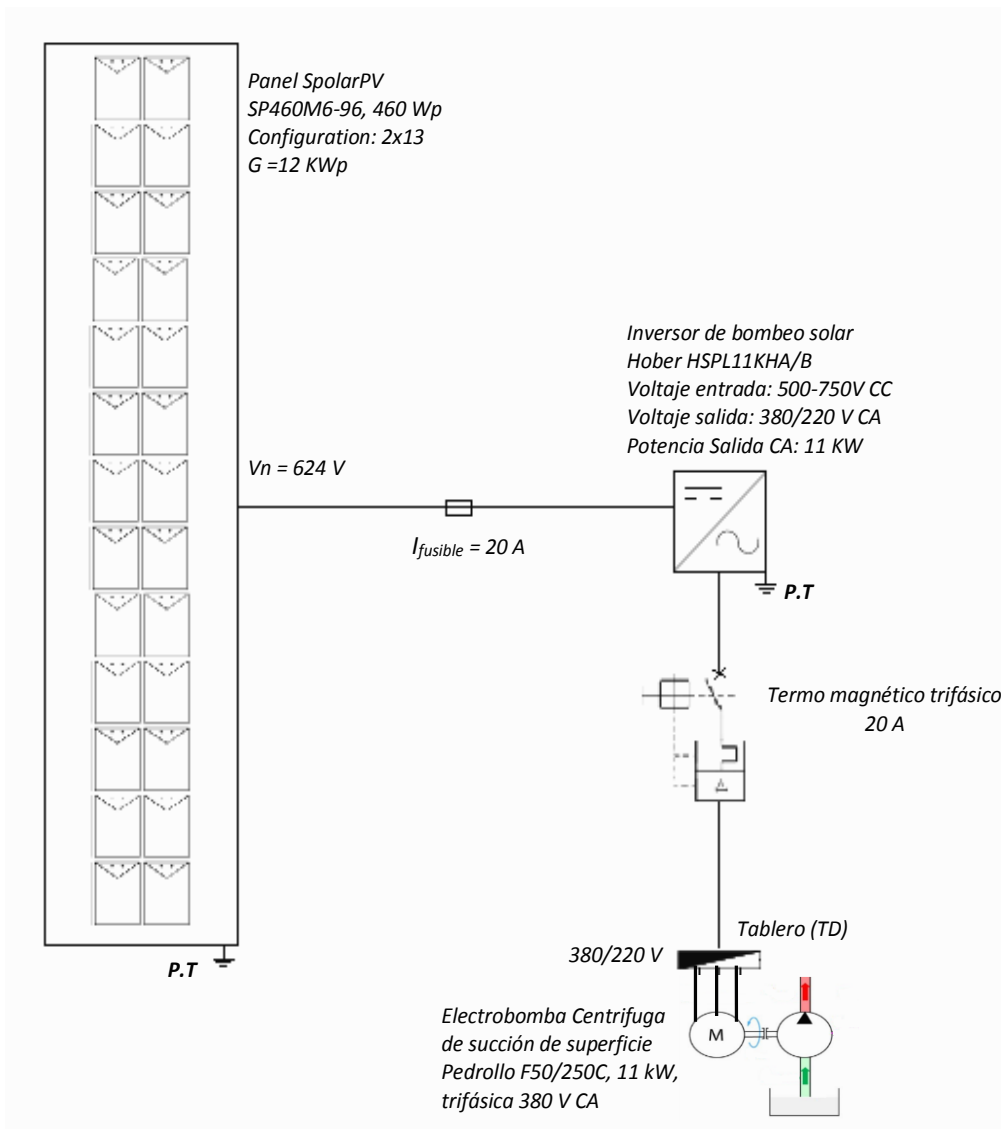 Panel SpolarPV
SP460M6-96, 460 Wp
Configuration: 2x13
G =12 KWp
Inversor de bombeo solar
Hober HSPL11KHA/B
Voltaje entrada: 500-750V CC
Voltaje salida: 380/220 V CA
Potencia Salida CA: 11 KW
Vn = 624 V
Ifusible = 20 A
P.T
Termo magnético trifásico
20 A
Tablero (TD)
380/220 V
P.T
Electrobomba Centrifuga
de succión de superficie
Pedrollo F50/250C, 11 kW,
trifásica 380 V CA
M